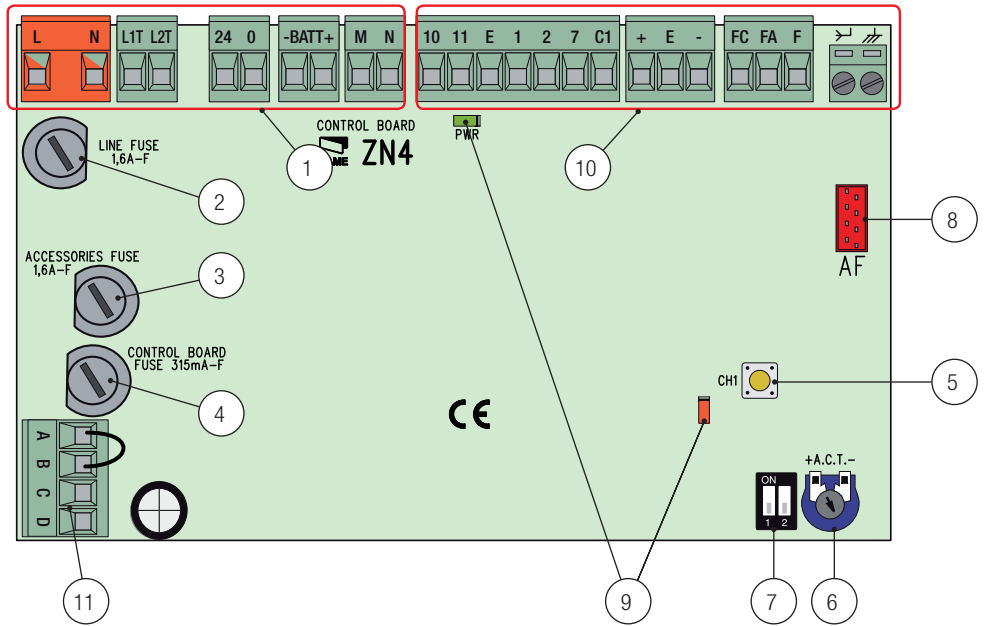 L N L1T L2T 24 0 -BATT+ M N 10 11 E 1 2 7 C1 + E - FC FA F
CONTROL BOARD
CAME ZN4
PWR
LINE FUSE
1,6A-F
1
10
2
8
AF
ACCESSORIES FUSE
1,6A-F
3
CONTROL BOARD
FUSE 315mA-F
4
CH1
5
CE
A
B
C
D
+A.C.T.-
ON
1 2
11
9
7
6